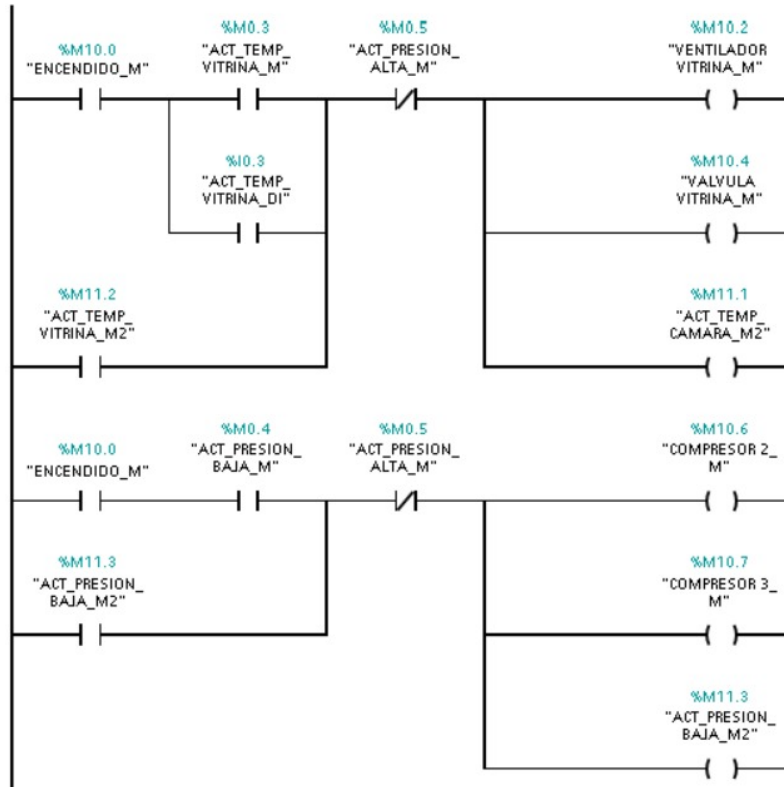 %M10.0
"ENCENDIDO_M"
%M0.3
"ACT_TEMP_
VITRINA_M"
%M0.5
"ACT_PRESION_
ALTA_M"
%M10.2
"VENTILADOR
VITRINA_M"
%I0.3
"ACT_TEMP_
VITRINA_DI"
%M10.4
"VALVULA
VITRINA_M"
%M11.2
"ACT_TEMP_
VITRINA_M2"
%M11.1
"ACT_TEMP_
CAMARA_M2"
%M10.0
"ENCENDIDO_M"
%M0.4
"ACT_PRESION_
BAJA_M"
%M0.5
"ACT_PRESION_
ALTA_M"
%M10.6
"COMPRESOR 2_
M"
%M11.3
"ACT_PRESION_
BAJA_M2"
%M10.7
"COMPRESOR 3_
M"
%M11.3
"ACT_PRESION_
BAJA_M2"